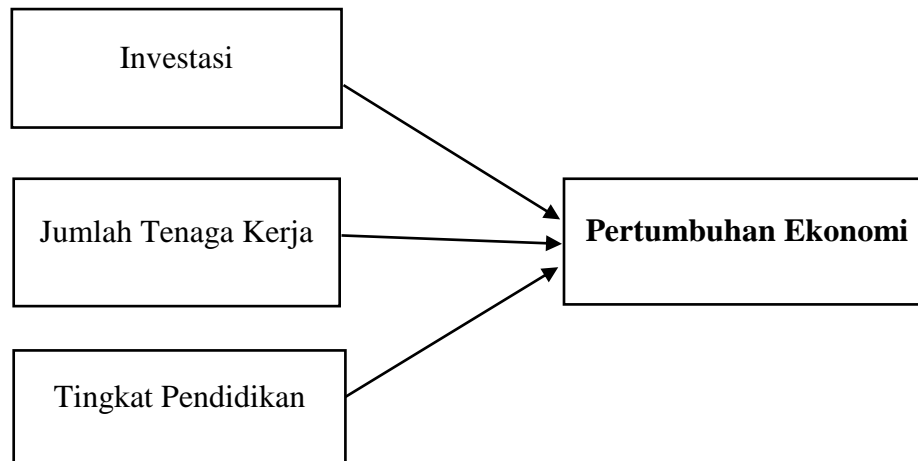 Investasi
Jumlah Tenaga Kerja
Pertumbuhan Ekonomi
Tingkat Pendidikan